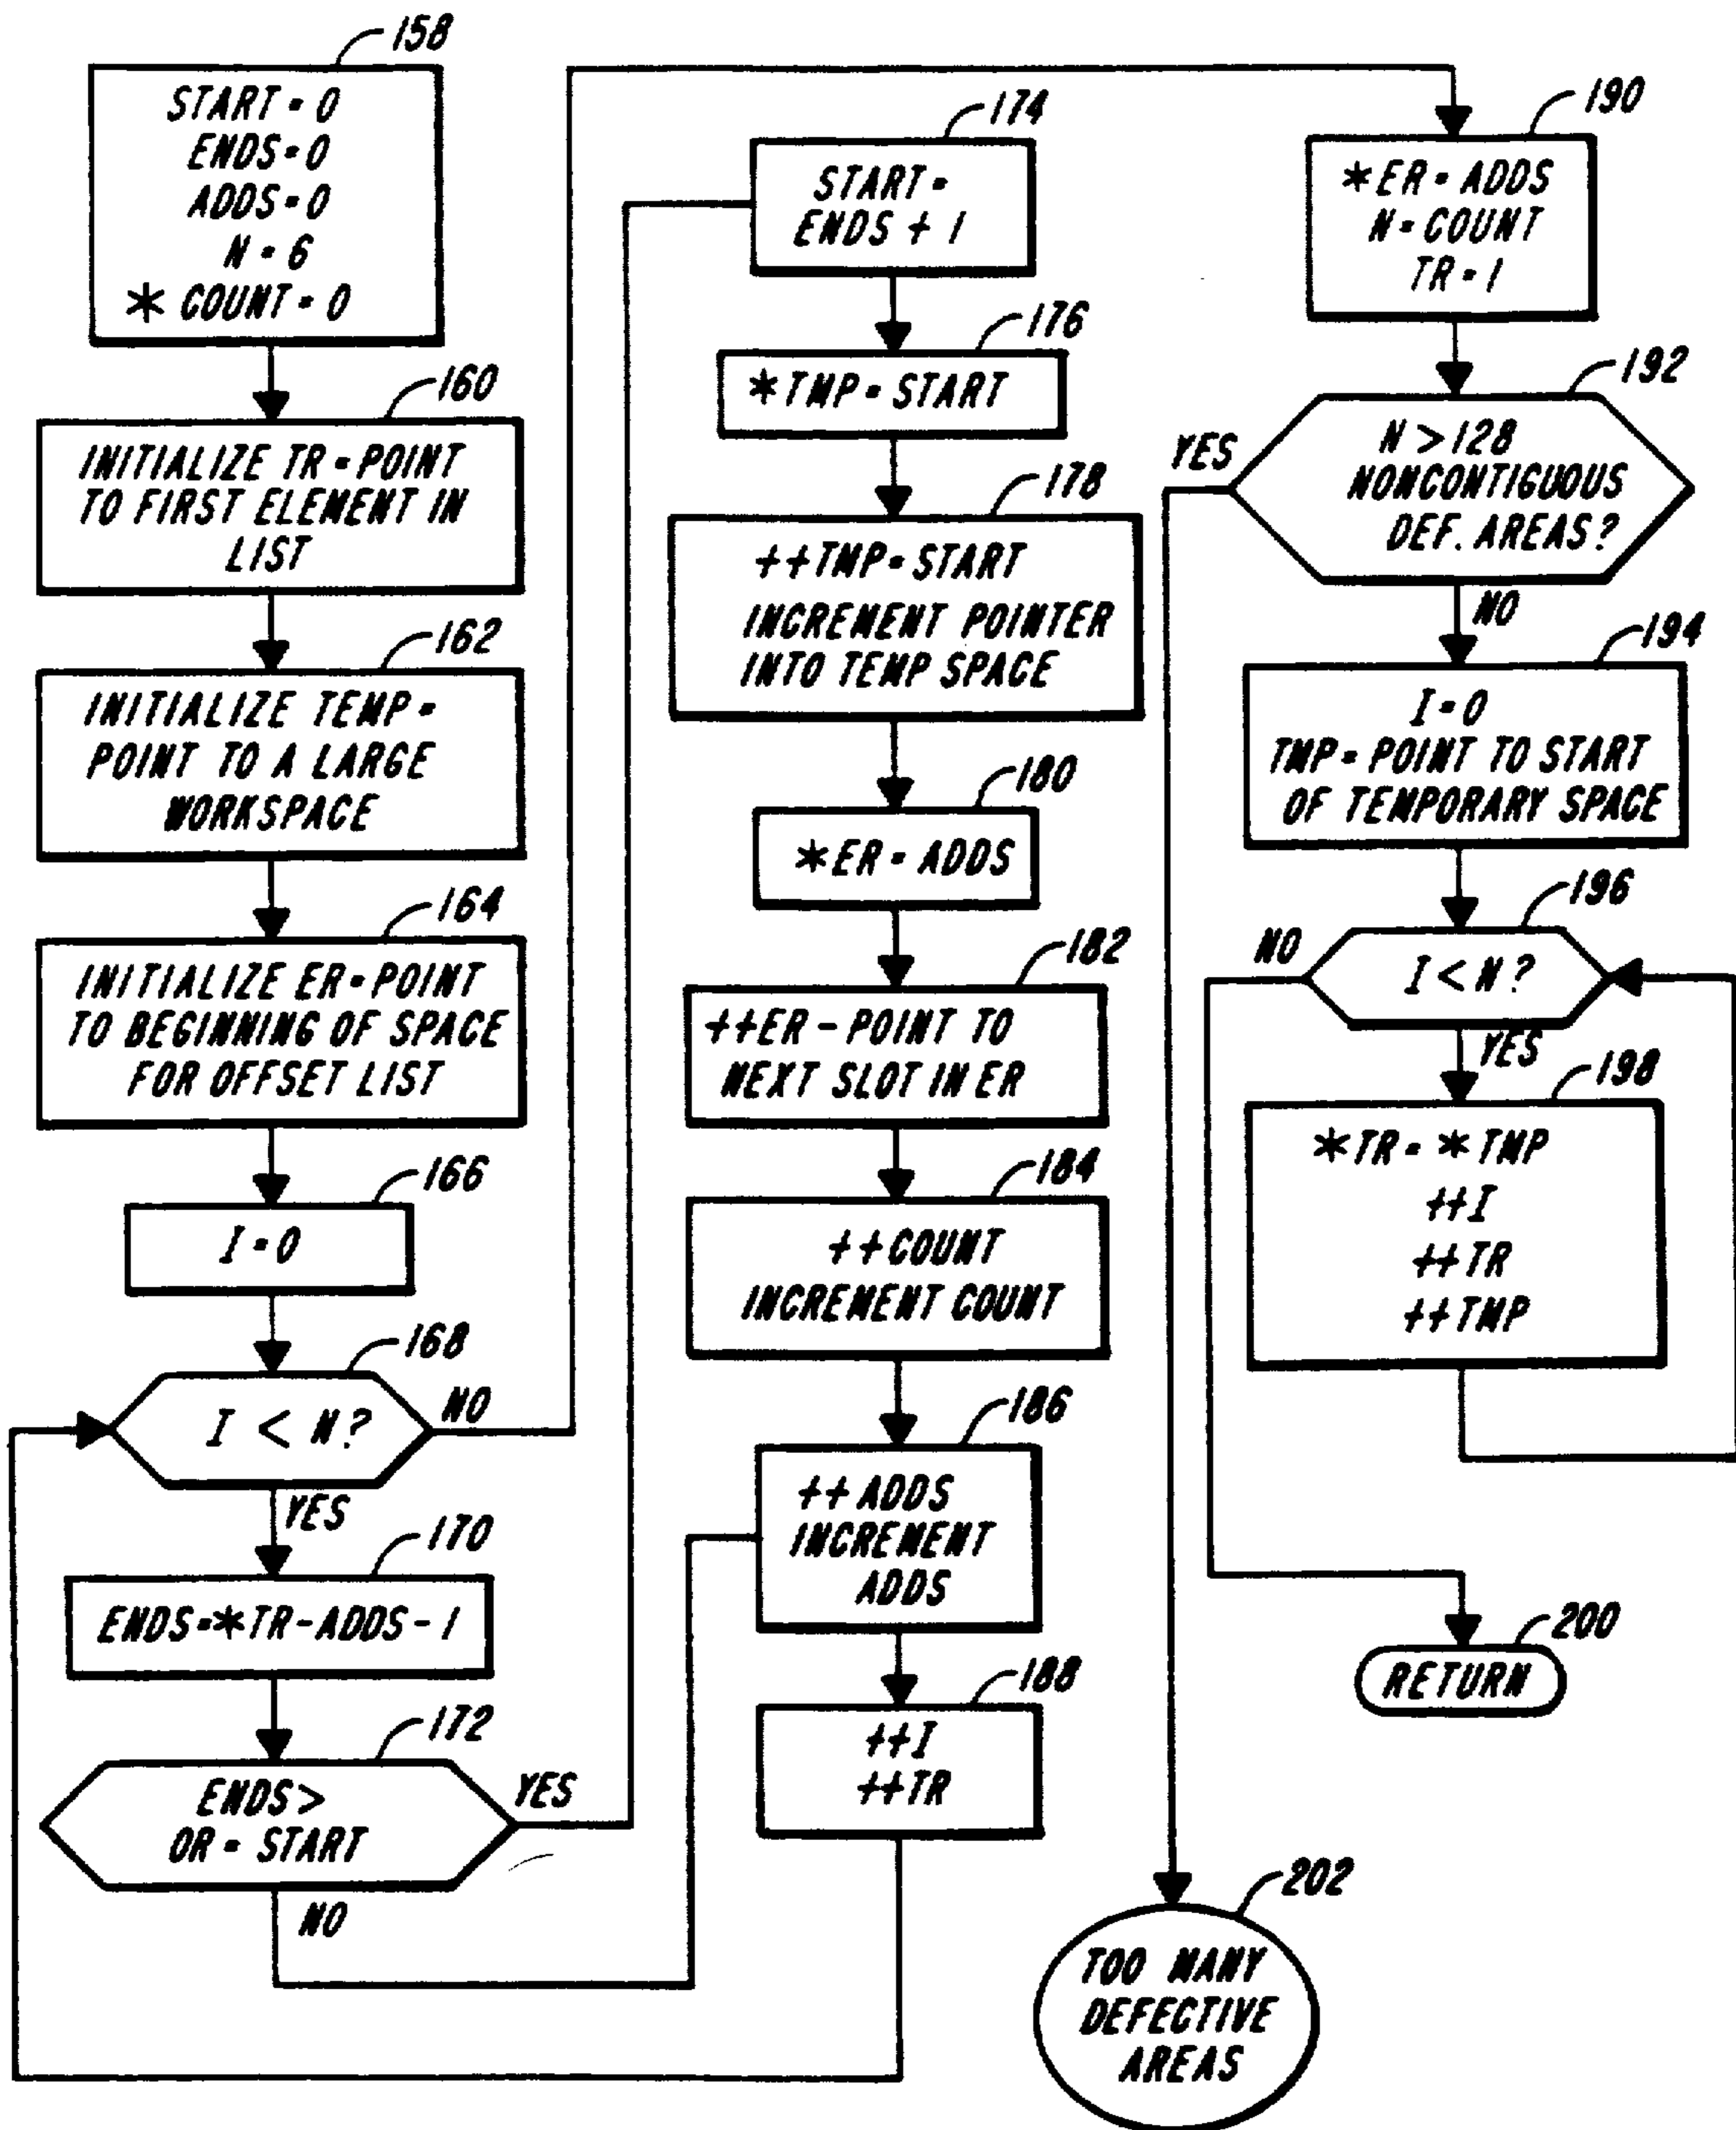 158
START = 0
ENDS = 0
ADDS = 0
N = 6
* COUNT = 0
160
INITIALIZE TR = POINT
TO FIRST ELEMENT IN
LIST
162
INITIALIZE TEMP =
POINT TO A LARGE
WORKSPACE
164
INITIALIZE ER = POINT
TO BEGINNING OF SPACE
FOR OFFSET LIST
166
I = 0
168
I < N?
NO
YES
170
ENDS = *TR - ADDS - 1
172
ENDS >
OR = START
YES
NO
174
START =
ENDS + 1
176
*TMP = START
178
++TMP = START
INCREMENT POINTER
INTO TEMP SPACE
180
*ER = ADDS
182
++ER - POINT TO
NEXT SLOT IN ER
184
++COUNT
INCREMENT COUNT
186
++ADDS
INCREMENT
ADDS
188
++I
++TR
190
*ER = ADDS
N = COUNT
TR = 1
192
YES
N > 128
NONCONTIGUOUS
DEF. AREAS?
NO
194
I = 0
TMP = POINT TO START
OF TEMPORARY SPACE
196
NO
I < N?
YES
198
*TR = *TMP
++I
++TR
++TMP
200
RETURN
202
TOO MANY
DEFECTIVE
AREAS